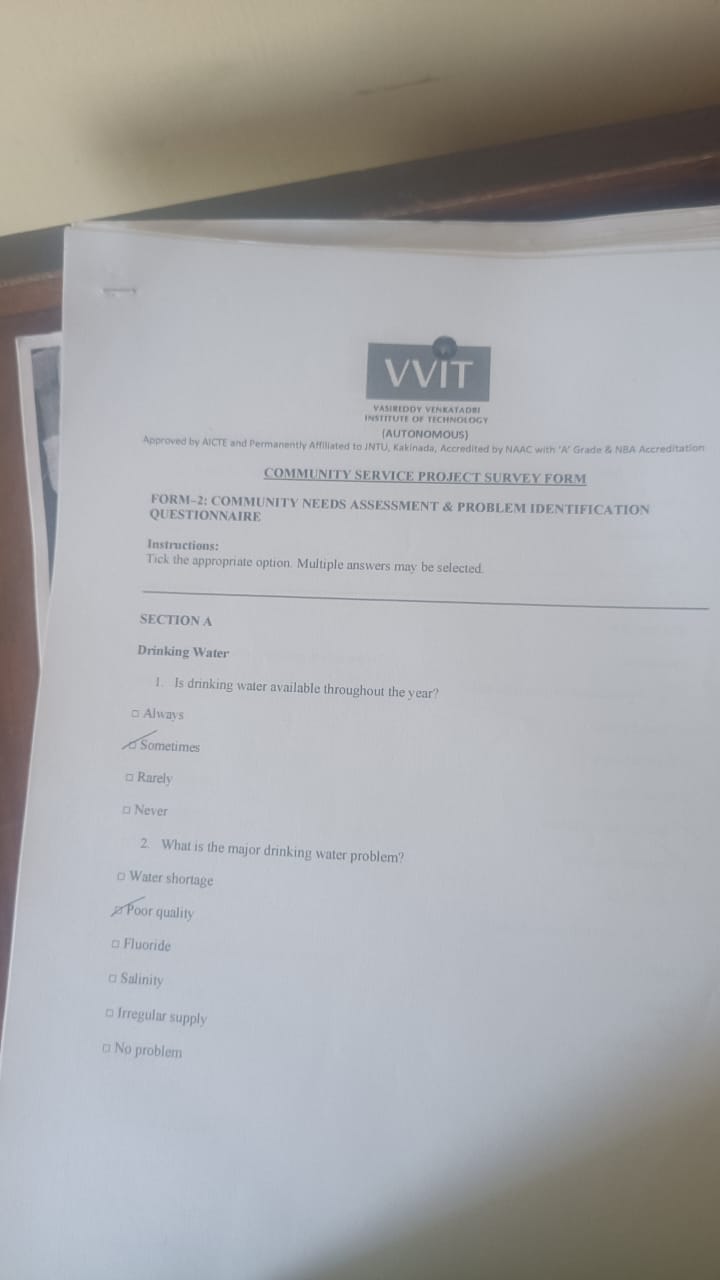 VVIT
VASIREDDY VENKATADRI
INSTITUTE OF TECHNOLOGY
(AUTONOMOUS)
Approved by AICTE and Permanently Affiliated to JNTU, Kakinada, Accredited by NAAC with 'A' Grade & NBA Accreditation
COMMUNITY SERVICE PROJECT SURVEY FORM
FORM-2: COMMUNITY NEEDS ASSESSMENT & PROBLEM IDENTIFICATION
QUESTIONNAIRE
Instructions:
Tick the appropriate option. Multiple answers may be selected.
SECTION A
Drinking Water
1. Is drinking water available throughout the year?
□ Always
□ Sometimes
□ Rarely
□ Never
2. What is the major drinking water problem?
□ Water shortage
□ Poor quality
□ Fluoride
□ Salinity
□ Irregular supply
□ No problem